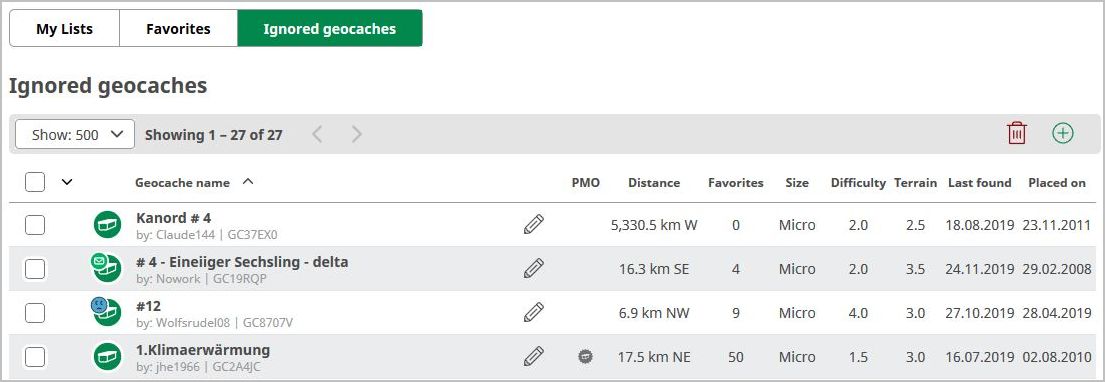 My Lists Favorites Ignored geocaches
Ignored geocaches
Show: 500 Showing 1 – 27 of 27
Geocache name PMO Distance Favorites Size Difficulty Terrain Last found Placed on
Kanord # 4 5,330.5 km W 0 Micro 2.0 2.5 18.08.2019 23.11.2011
by: Claude144 | GC37EX0
# 4 - Eineiiger Sechsling - delta 16.3 km SE 4 Micro 2.0 3.5 24.11.2019 29.02.2008
by: Nowork | GC19RQP
#12 6.9 km NW 9 Micro 4.0 3.0 27.10.2019 28.04.2019
by: Wolfsrudel08 | GC8707V
1.Klimaerwärmung 17.5 km NE 50 Micro 1.5 3.0 16.07.2019 02.08.2010
by: jhe1966 | GC2A4JC